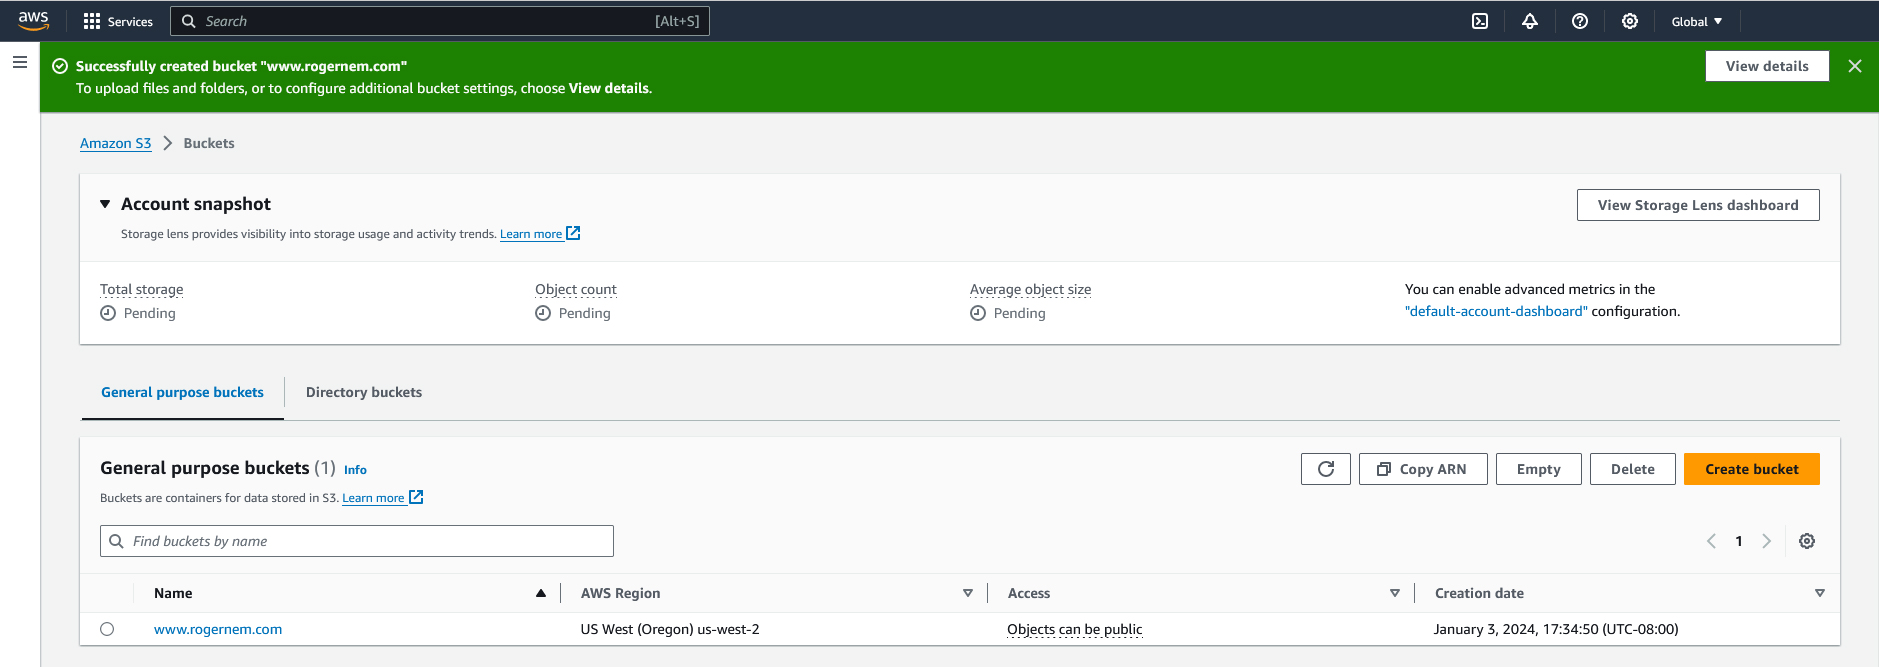 aws
Services
Search
[Alt+S]
Global
Successfully created bucket "www.rogernem.com"
To upload files and folders, or to configure additional bucket settings, choose View details.
View details
Amazon S3
Buckets
Account snapshot
View Storage Lens dashboard
Storage lens provides visibility into storage usage and activity trends. Learn more
Total storage
Pending
Object count
Pending
Average object size
Pending
You can enable advanced metrics in the
"default-account-dashboard" configuration.
General purpose buckets
Directory buckets
General purpose buckets (1) Info
Buckets are containers for data stored in S3. Learn more
Copy ARN
Empty
Delete
Create bucket
Find buckets by name
1
Name
AWS Region
Access
Creation date
www.rogernem.com
US West (Oregon) us-west-2
Objects can be public
January 3, 2024, 17:34:50 (UTC-08:00)